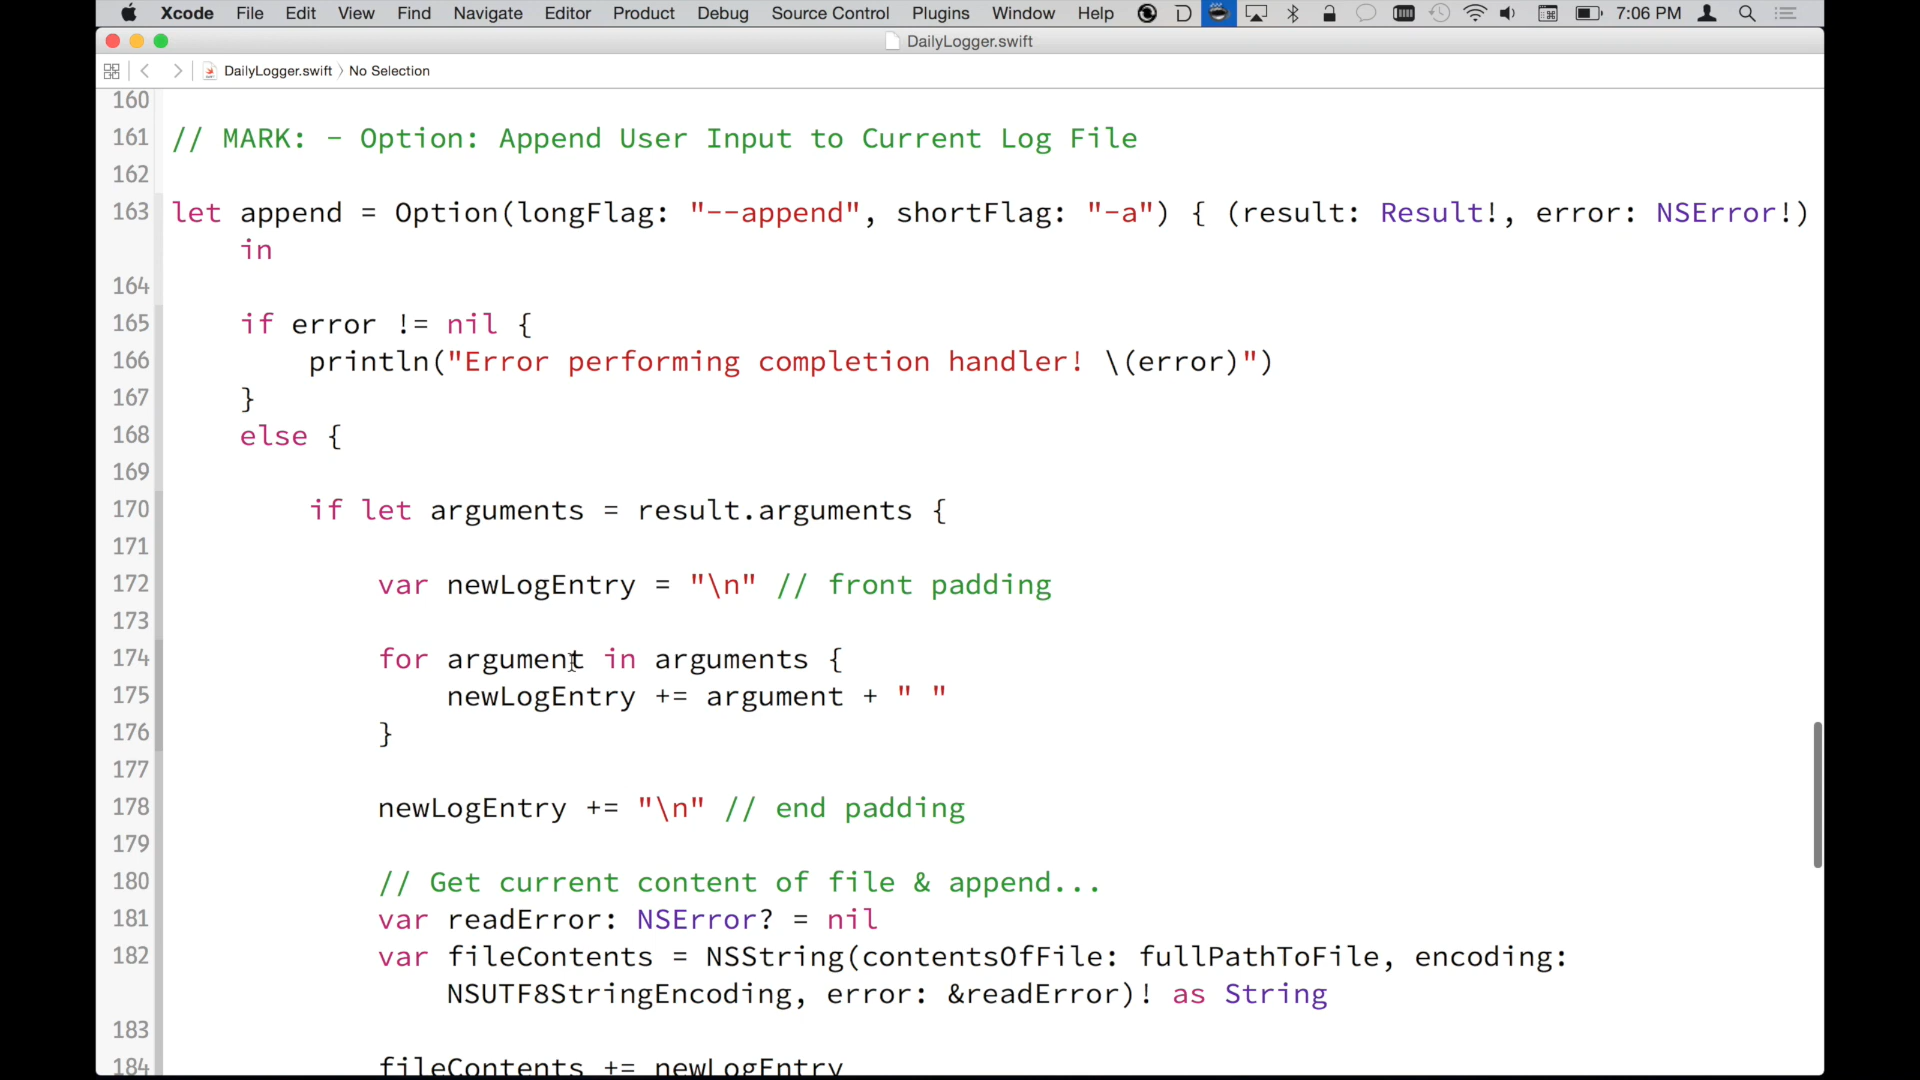 Xcode File Edit View Find Navigate Editor Product Debug Source Control Plugins Window Help 7:06 PM
DailyLogger.swift
DailyLogger.swift 〉 No Selection
160
161 // MARK: - Option: Append User Input to Current Log File
162
163 let append = Option(longFlag: "--append", shortFlag: "-a") { (result: Result!, error: NSError!)
in
164
165 if error != nil {
166 println("Error performing completion handler! \(error)")
167 }
168 else {
169
170 if let arguments = result.arguments {
171
172 var newLogEntry = "\n" // front padding
173
174 for argument in arguments {
175 newLogEntry += argument + " "
176 }
177
178 newLogEntry += "\n" // end padding
179
180 // Get current content of file & append...
181 var readError: NSError? = nil
182 var fileContents = NSString(contentsOfFile: fullPathToFile, encoding:
NSUTF8StringEncoding, error: &readError)! as String
183
184 fileContents += newLogEntry